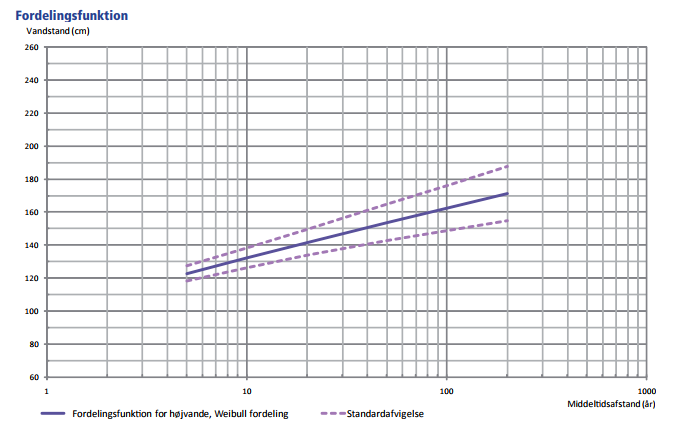 Fordelingsfunktion
Vandstand (cm)
260
240
220
200
180
160
140
120
100
80
60
1 10 100 1000
Middeltidsafstand (år)
Fordelingsfunktion for højvande, Weibull fordeling Standardafvigelse